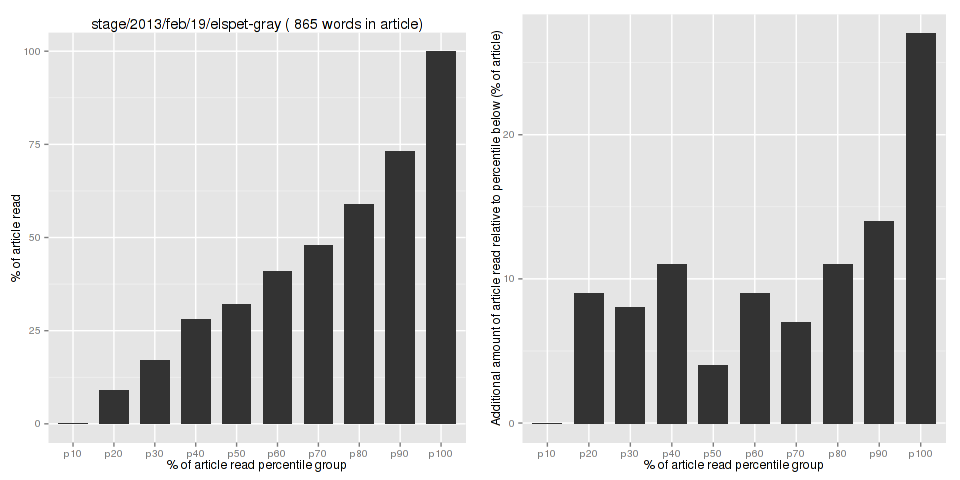 stage/2013/feb/19/elspet-gray ( 865 words in article)
% of article read
100
75
50
25
0
p10 p20 p30 p40 p50 p60 p70 p80 p90 p100
% of article read percentile group
Additional amount of article read relative to percentile below (% of article)
20
10
0
p10 p20 p30 p40 p50 p60 p70 p80 p90 p100
% of article read percentile group